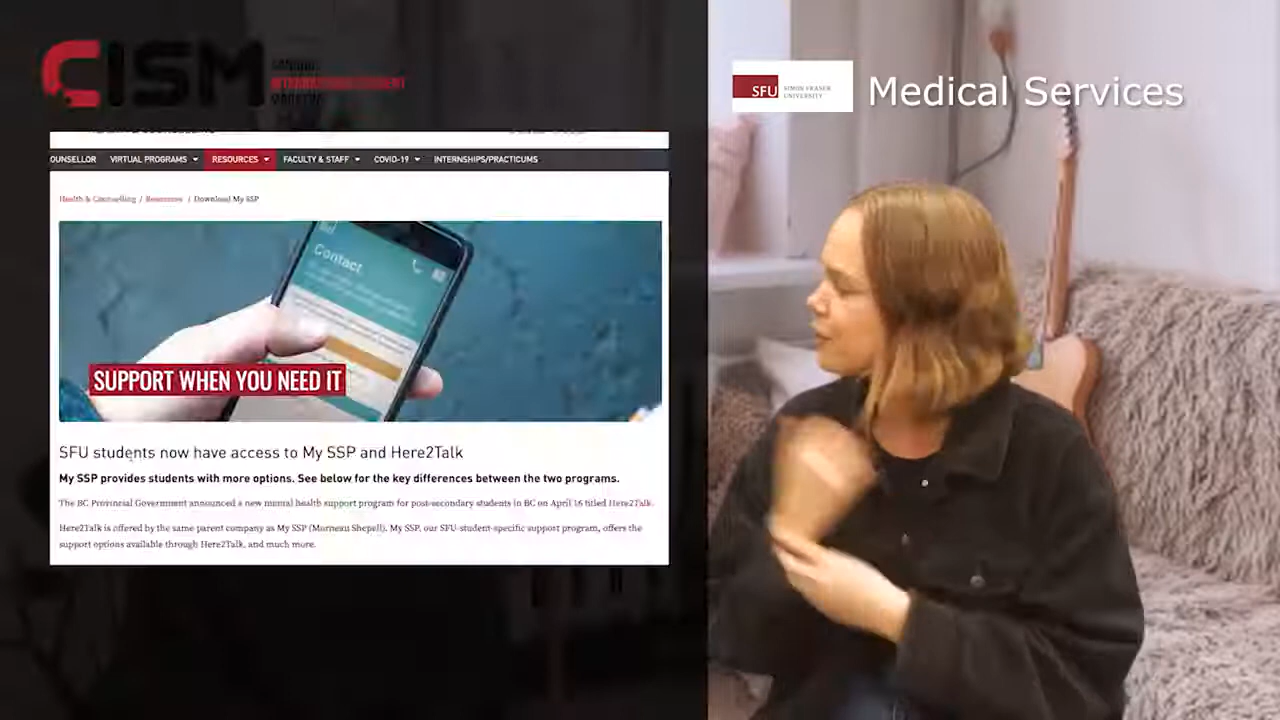 CISM
INTERNATIONAL STUDENT
SFU SIMON FRASER
UNIVERSITY
Medical Services
OUNSELLOR VIRTUAL PROGRAMS RESOURCES FACULTY & STAFF COVID-19 INTERNSHIPS/PRACTICUMS
Health & Counselling / Resources / Download My SSP
Contact
SUPPORT WHEN YOU NEED IT
SFU students now have access to My SSP and Here2Talk
My SSP provides students with more options. See below for the key differences between the two programs.
The BC Provincial Government announced a new mental health support program for post-secondary students in BC on April 16 titled Here2Talk.
Here2Talk is offered by the same parent company as My SSP (Morneau Shepell). My SSP, our SFU-student-specific support program, offers the
support options available through Here2Talk, and much more.